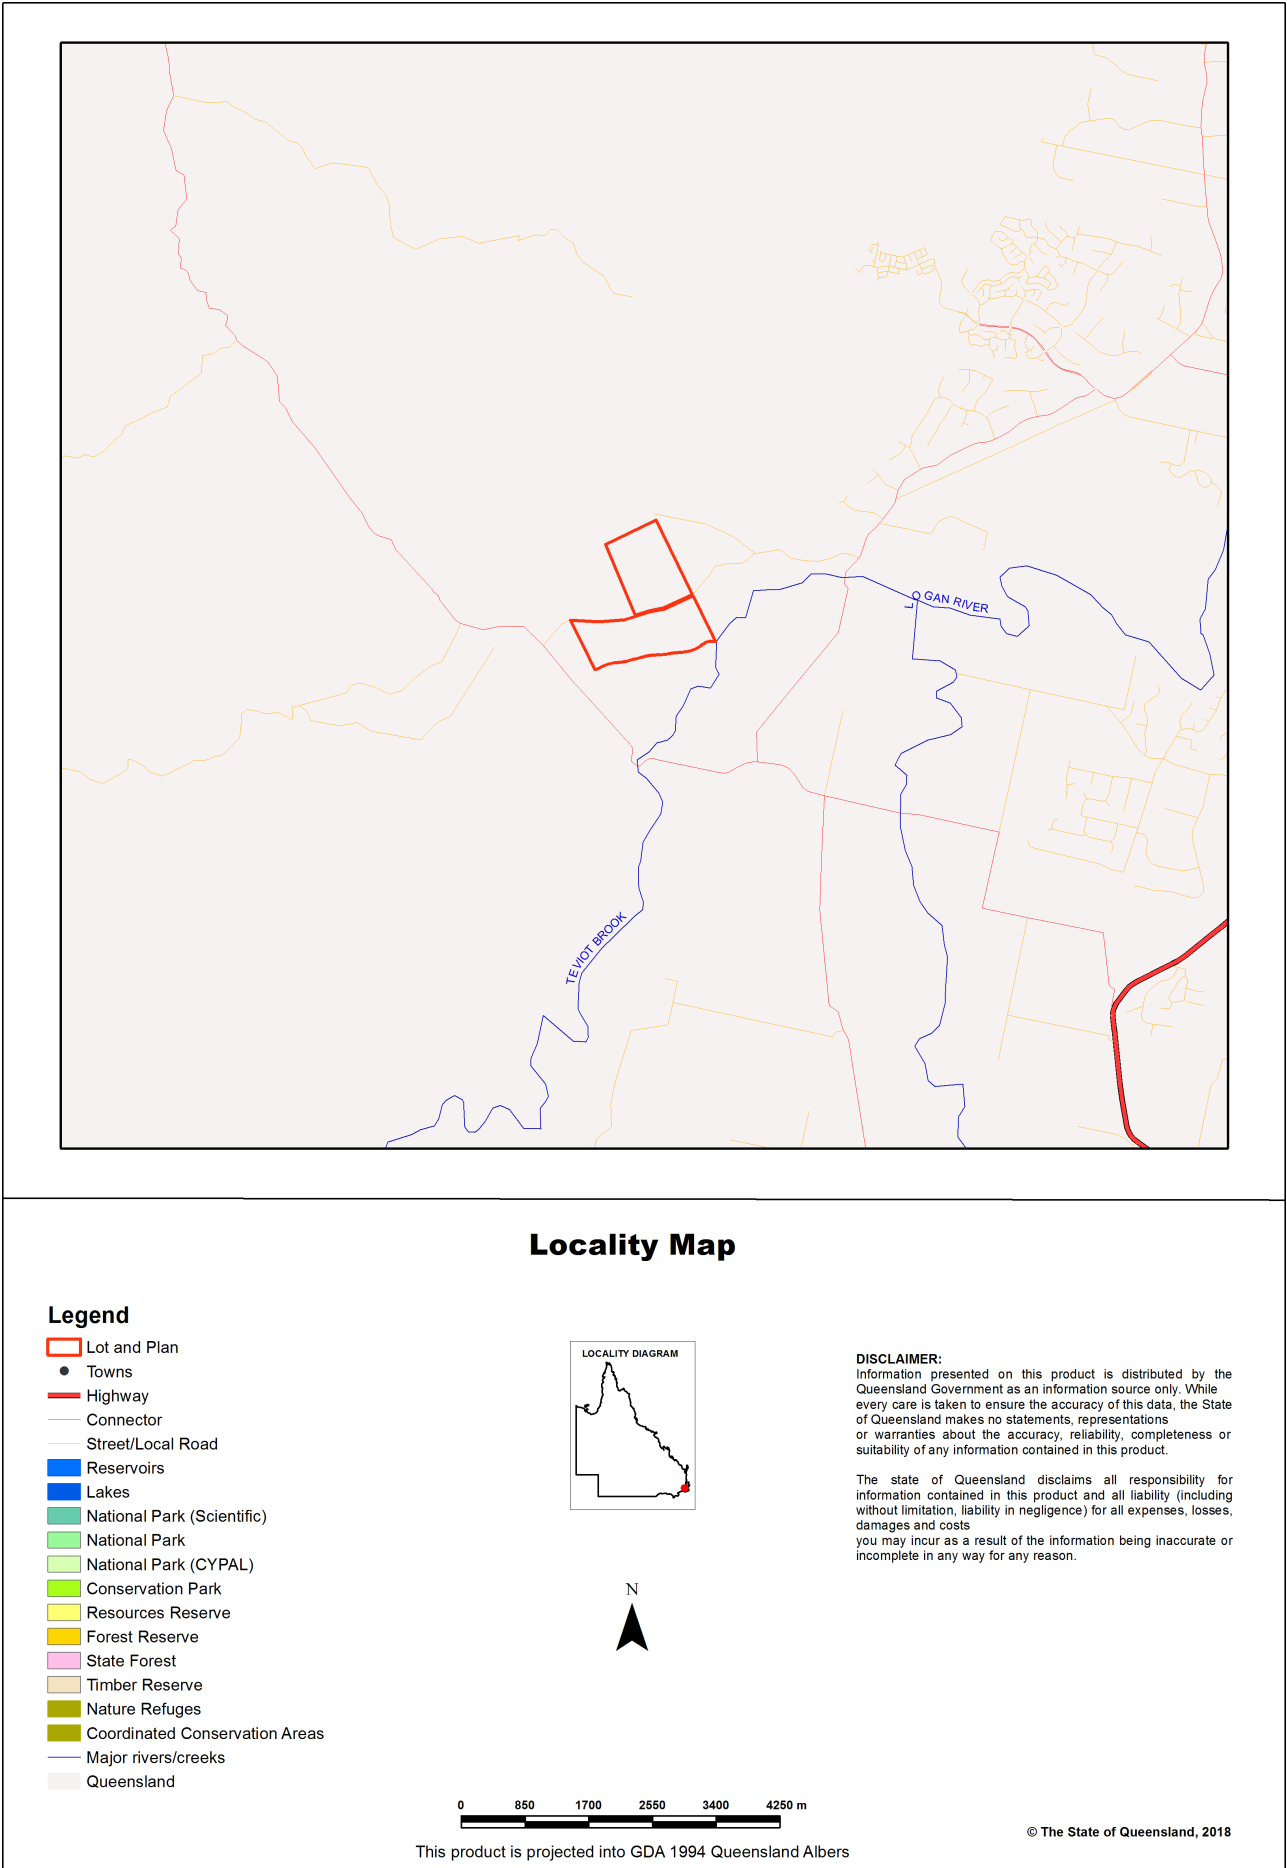 LOGAN RIVER
TEVIOT BROOK
Locality Map
Legend
Lot and Plan
Towns
Highway
Connector
Street/Local Road
Reservoirs
Lakes
National Park (Scientific)
National Park
National Park (CYPAL)
Conservation Park
Resources Reserve
Forest Reserve
State Forest
Timber Reserve
Nature Refuges
Coordinated Conservation Areas
Major rivers/creeks
Queensland
LOCALITY DIAGRAM
N
DISCLAIMER:
Information presented on this product is distributed by the
Queensland Government as an information source only. While
every care is taken to ensure the accuracy of this data, the State
of Queensland makes no statements, representations
or warranties about the accuracy, reliability, completeness or
suitability of any information contained in this product.
The state of Queensland disclaims all responsibility for
information contained in this product and all liability (including
without limitation, liability in negligence) for all expenses, losses,
damages and costs
you may incur as a result of the information being inaccurate or
incomplete in any way for any reason.
0 850 1700 2550 3400 4250 m
This product is projected into GDA 1994 Queensland Albers
© The State of Queensland, 2018